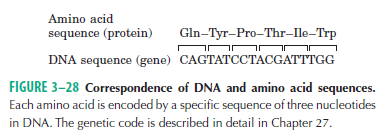 Amino acid
sequence (protein) Gln–Tyr–Pro–Thr–Ile–Trp
DNA sequence (gene) CAGTATCCTACGATTTGG
FIGURE 3–28 Correspondence of DNA and amino acid sequences.
Each amino acid is encoded by a specific sequence of three nucleotides
in DNA. The genetic code is described in detail in Chapter 27.